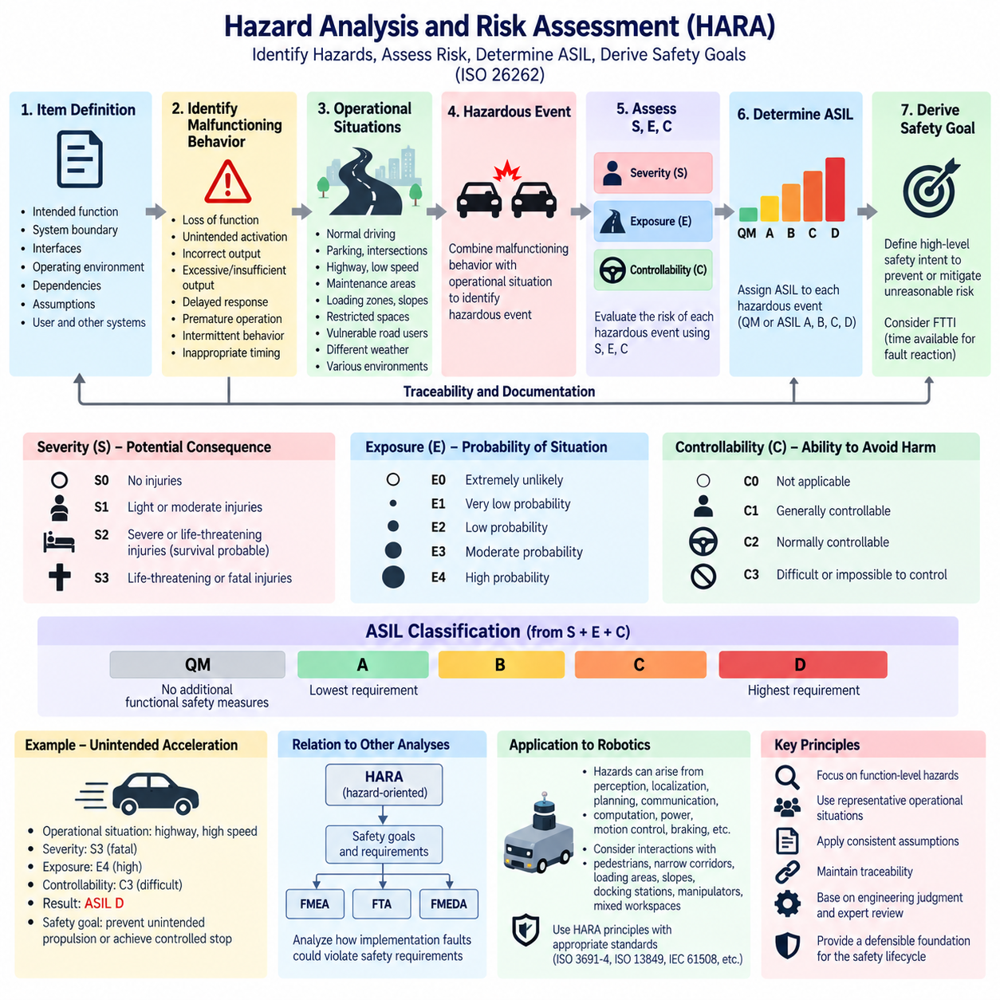 Hazard Analysis and Risk Assessment (HARA)
Identify Hazards, Assess Risk, Determine ASIL, Derive Safety Goals
(ISO 26262)
1. Item Definition
• Intended function
• System boundary
• Interfaces
• Operating environment
• Dependencies
• Assumptions
• User and other systems
2. Identify
Malfunctioning
Behavior
• Loss of function
• Unintended activation
• Incorrect output
• Excessive/insufficient
output
• Delayed response
• Premature operation
• Intermittent behavior
• Inappropriate timing
3. Operational
Situations
• Normal driving
• Parking, intersections
• Highway, low speed
• Maintenance areas
• Loading zones, slopes
• Restricted spaces
• Vulnerable road users
• Different weather
• Various environments
4. Hazardous Event
Combine malfunctioning
behavior with
operational situation
to identify
hazardous event
5. Assess
S, E, C
Severity (S)
Exposure (E)
Controllability (C)
Evaluate the risk of each
hazardous event using
S, E, C
6. Determine ASIL
QM A B C D
Assign ASIL to each
hazardous event
(QM or ASIL A, B, C, D)
7. Derive
Safety Goal
Define high-level
safety intent to
prevent or mitigate
unreasonable risk
Consider FTTI
(time available for
fault reaction)
Traceability and Documentation
Severity (S) – Potential Consequence
S0 No injuries
S1 Light or moderate injuries
S2 Severe or life-threatening
injuries (survival probable)
S3 Life-threatening or fatal injuries
Exposure (E) – Probability of Situation
E0 Extremely unlikely
E1 Very low probability
E2 Low probability
E3 Moderate probability
E4 High probability
Controllability (C) – Ability to Avoid Harm
C0 Not applicable
C1 Generally controllable
C2 Normally controllable
C3 Difficult or impossible to control
ASIL Classification (from S + E + C)
QM
No additional
functional safety measures
A
Lowest requirement
B
C
D
Highest requirement
Example – Unintended Acceleration
• Operational situation: highway, high speed
• Severity: S3 (fatal)
• Exposure: E4 (high)
• Controllability: C3 (difficult)
• Result: ASIL D
• Safety goal: prevent unintended
propulsion or achieve controlled stop
Relation to Other Analyses
HARA
(hazard-oriented)
Safety goals
and requirements
FMEA FTA FMEDA
Analyze how implementation faults
could violate safety requirements
Application to Robotics
• Hazards can arise from
perception, localization,
planning, communication,
• computation, power,
motion control, braking, etc.
• Consider interactions with
• pedestrians, narrow corridors,
loading areas, slopes,
docking stations, manipulators,
mixed workspaces
Use HARA principles with
appropriate standards
(ISO 3691-4, ISO 13849, IEC 61508, etc.)
Key Principles
Focus on function-level hazards
Use representative operational
situations
Apply consistent assumptions
Maintain traceability
Base on engineering judgment
and expert review
Provide a defensible foundation
for the safety lifecycle